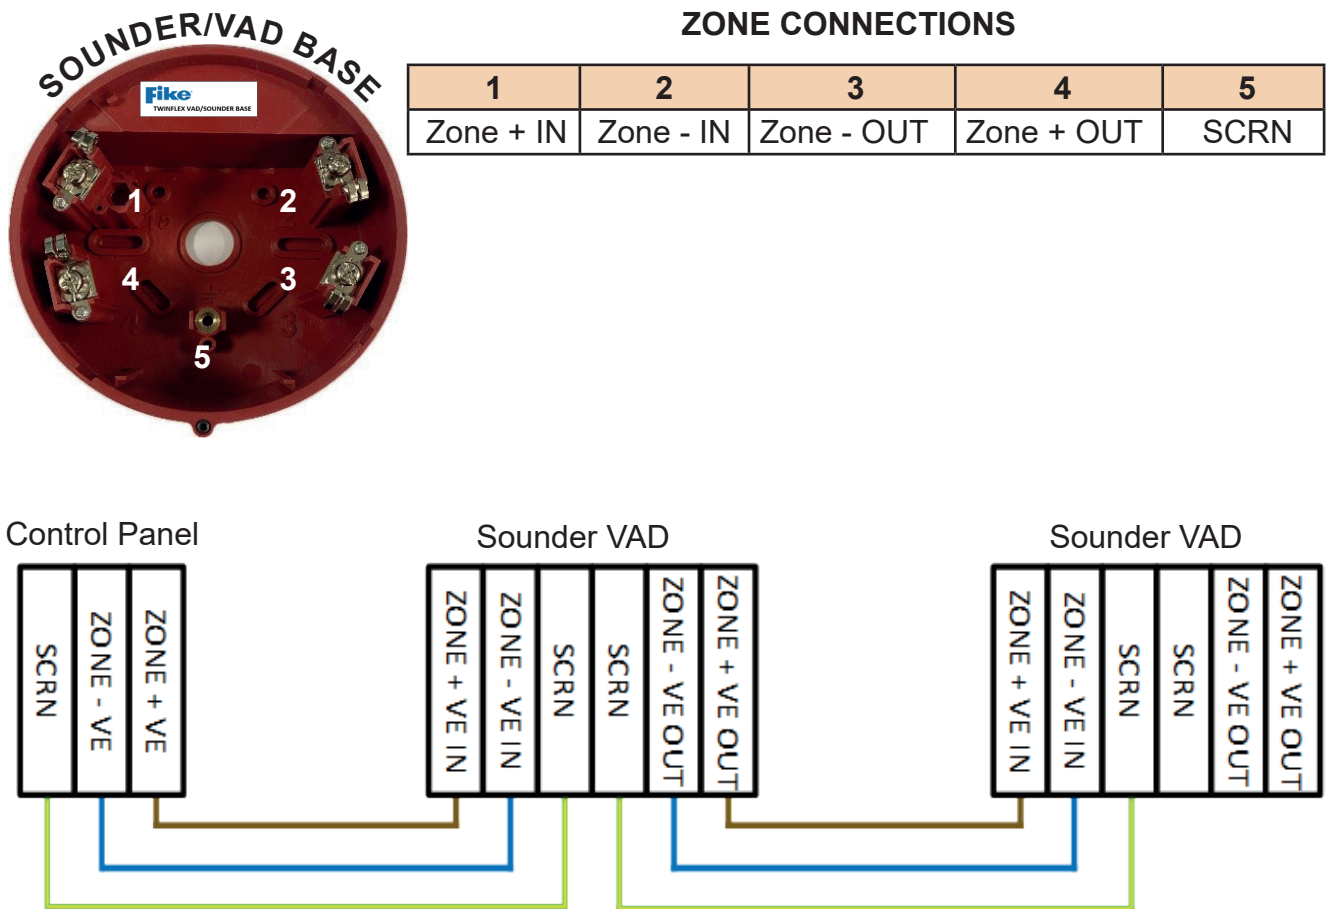 SOUNDER/VAD BASE
Fike
TWINFLEX VAD/SOUNDER BASE
1
2
4
3
5
ZONE CONNECTIONS
1 2 3 4 5
Zone + IN Zone - IN Zone - OUT Zone + OUT SCRN
Control Panel
SCRN
ZONE - VE
ZONE + VE
Sounder VAD
ZONE + VE IN
ZONE - VE IN
SCRN
SCRN
ZONE - VE OUT
ZONE + VE OUT
Sounder VAD
ZONE + VE IN
ZONE - VE IN
SCRN
SCRN
ZONE - VE OUT
ZONE + VE OUT